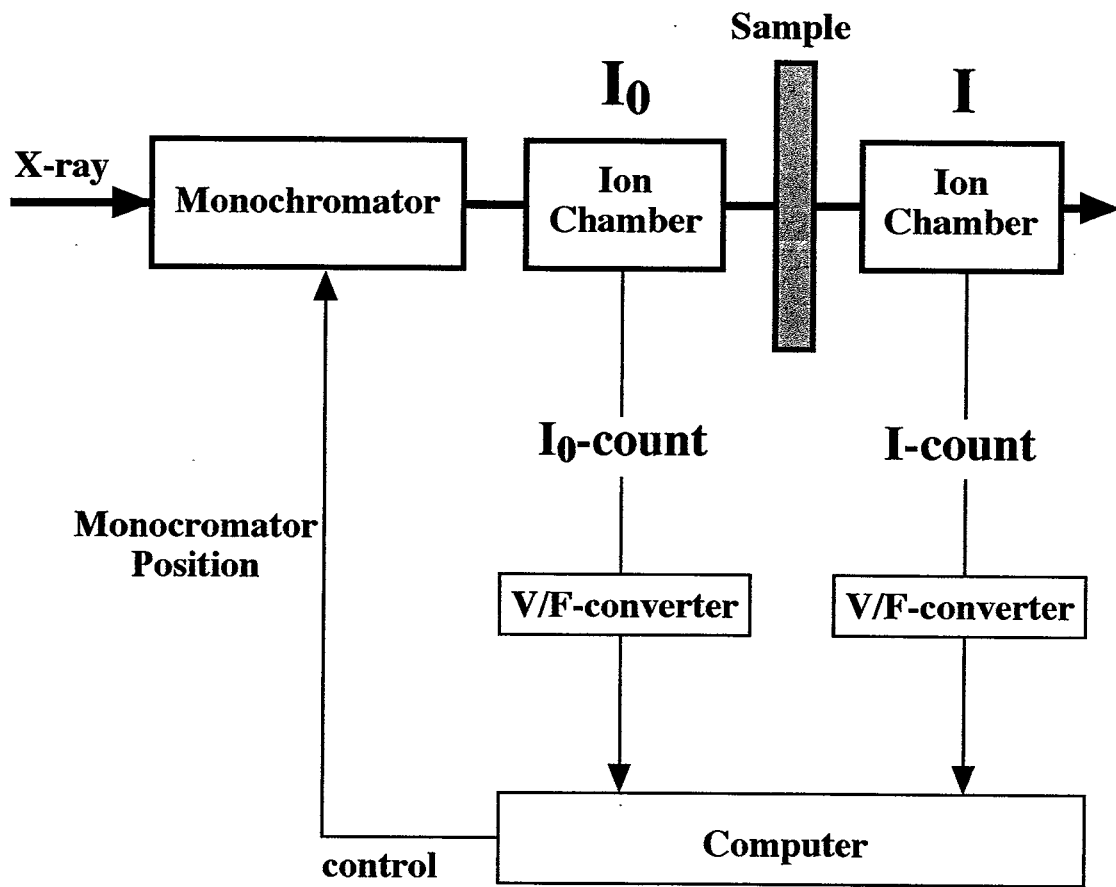 Sample
I₀
I
X-ray
Monochromator
Ion
Chamber
Ion
Chamber
I₀-count
I-count
Monocromator
Position
V/F-converter
V/F-converter
Computer
control